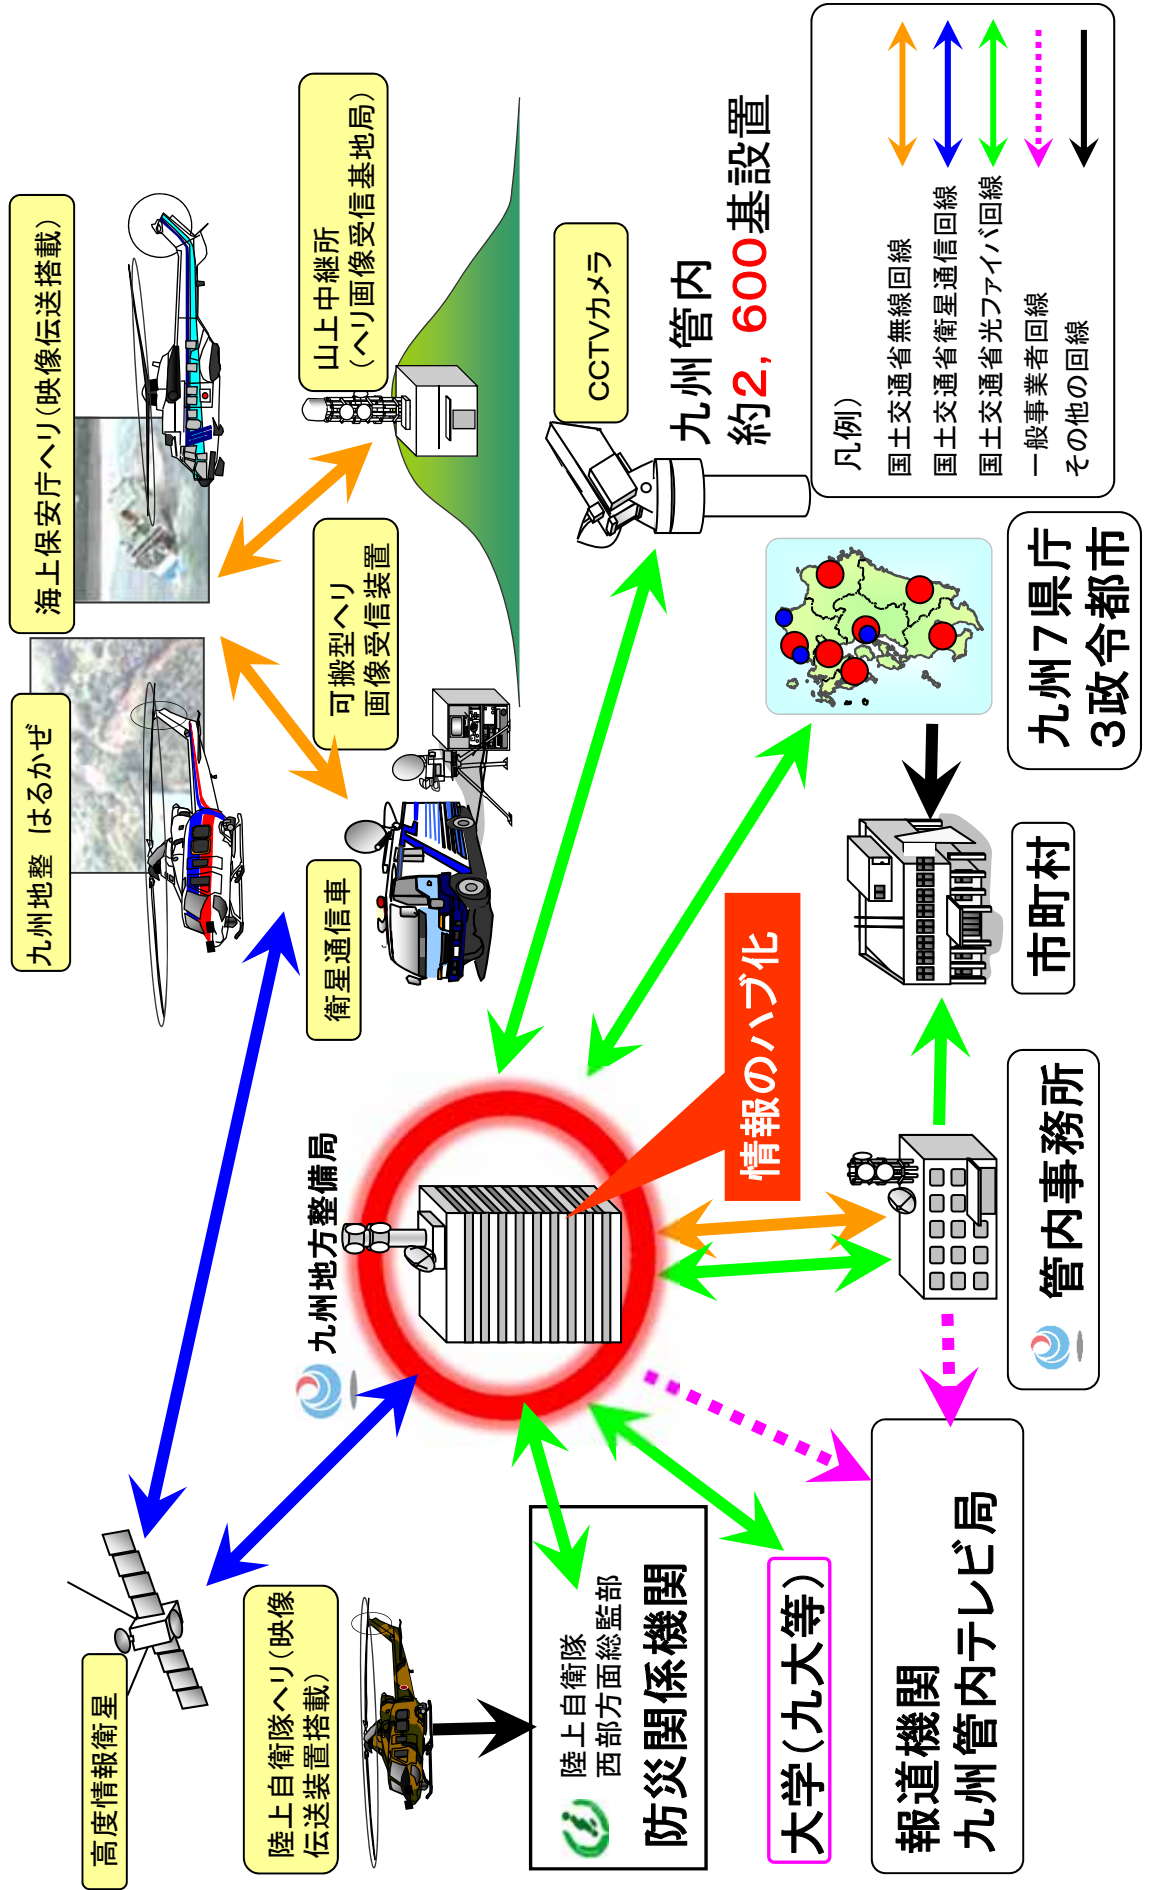 高度情報衛星
九州地整　はるかぜ
海上保安庁ヘリ（映像伝送搭載）
陸上自衛隊ヘリ（映像
伝送装置搭載）
九州地方整備局
衛星通信車
可搬型ヘリ
画像受信装置
山上中継所
（ヘリ画像受信基地局）
陸上自衛隊
西部方面総監部
防災関係機関
CCTVカメラ
九州管内
約2，600基設置
情報のハブ化
大学（九大等）
報道機関
九州管内テレビ局
管内事務所
市町村
九州7県庁
3政令都市
凡例）
国土交通省無線回線
国土交通省衛星通信回線
国土交通省光ファイバ回線
一般事業者回線
その他の回線